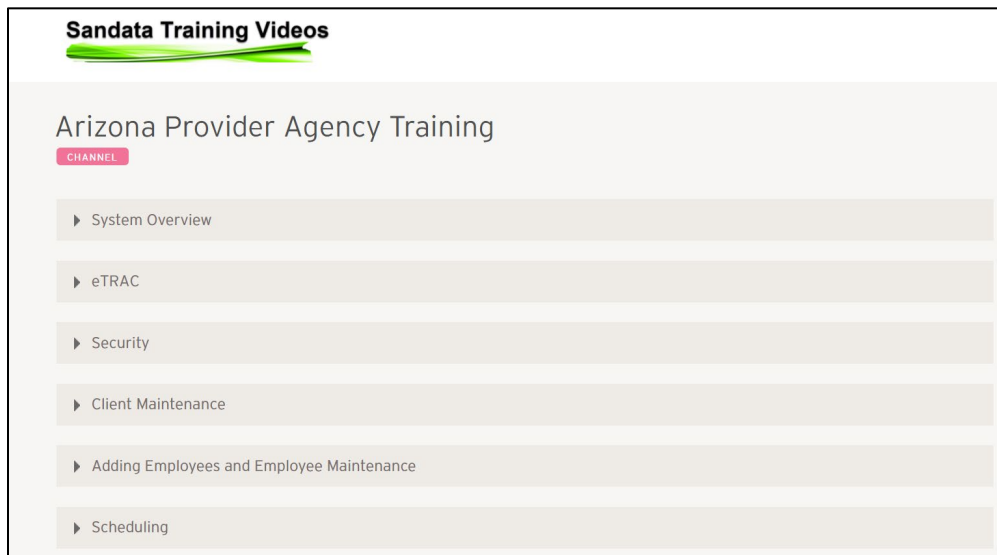 Sandata Training Videos
Arizona Provider Agency Training
CHANNEL
System Overview
eTRAC
Security
Client Maintenance
Adding Employees and Employee Maintenance
Scheduling